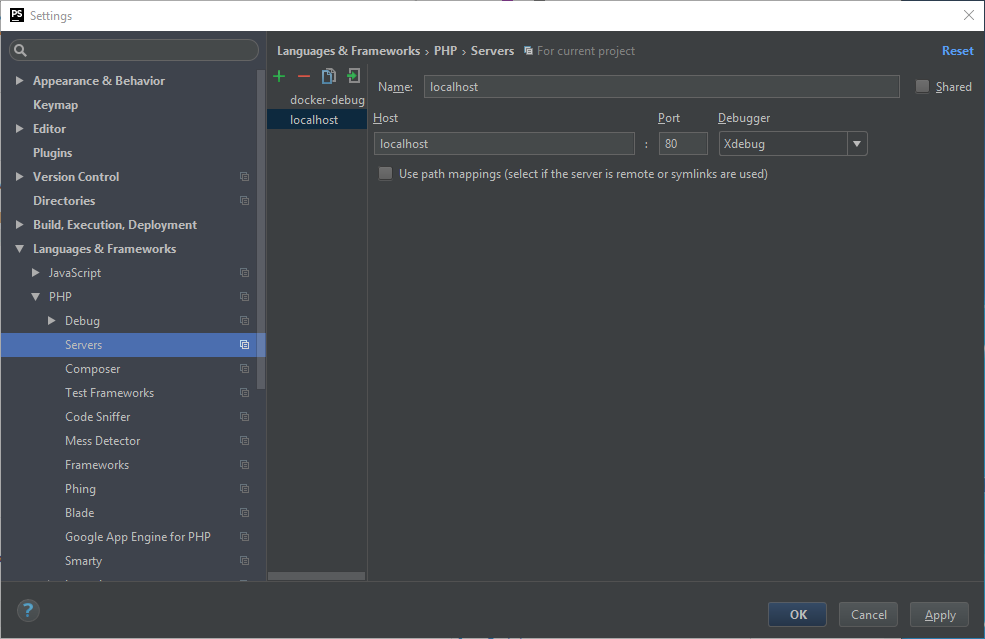 PS Settings
Languages & Frameworks › PHP › Servers For current project Reset
Appearance & Behavior
Keymap
Editor
Plugins
Version Control
Directories
Build, Execution, Deployment
Languages & Frameworks
JavaScript
PHP
Debug
Servers
Composer
Test Frameworks
Code Sniffer
Mess Detector
Frameworks
Phing
Blade
Google App Engine for PHP
Smarty
docker-debug
localhost
Name: localhost Shared
Host Port Debugger
localhost : 80 Xdebug
Use path mappings (select if the server is remote or symlinks are used)
? OK Cancel Apply